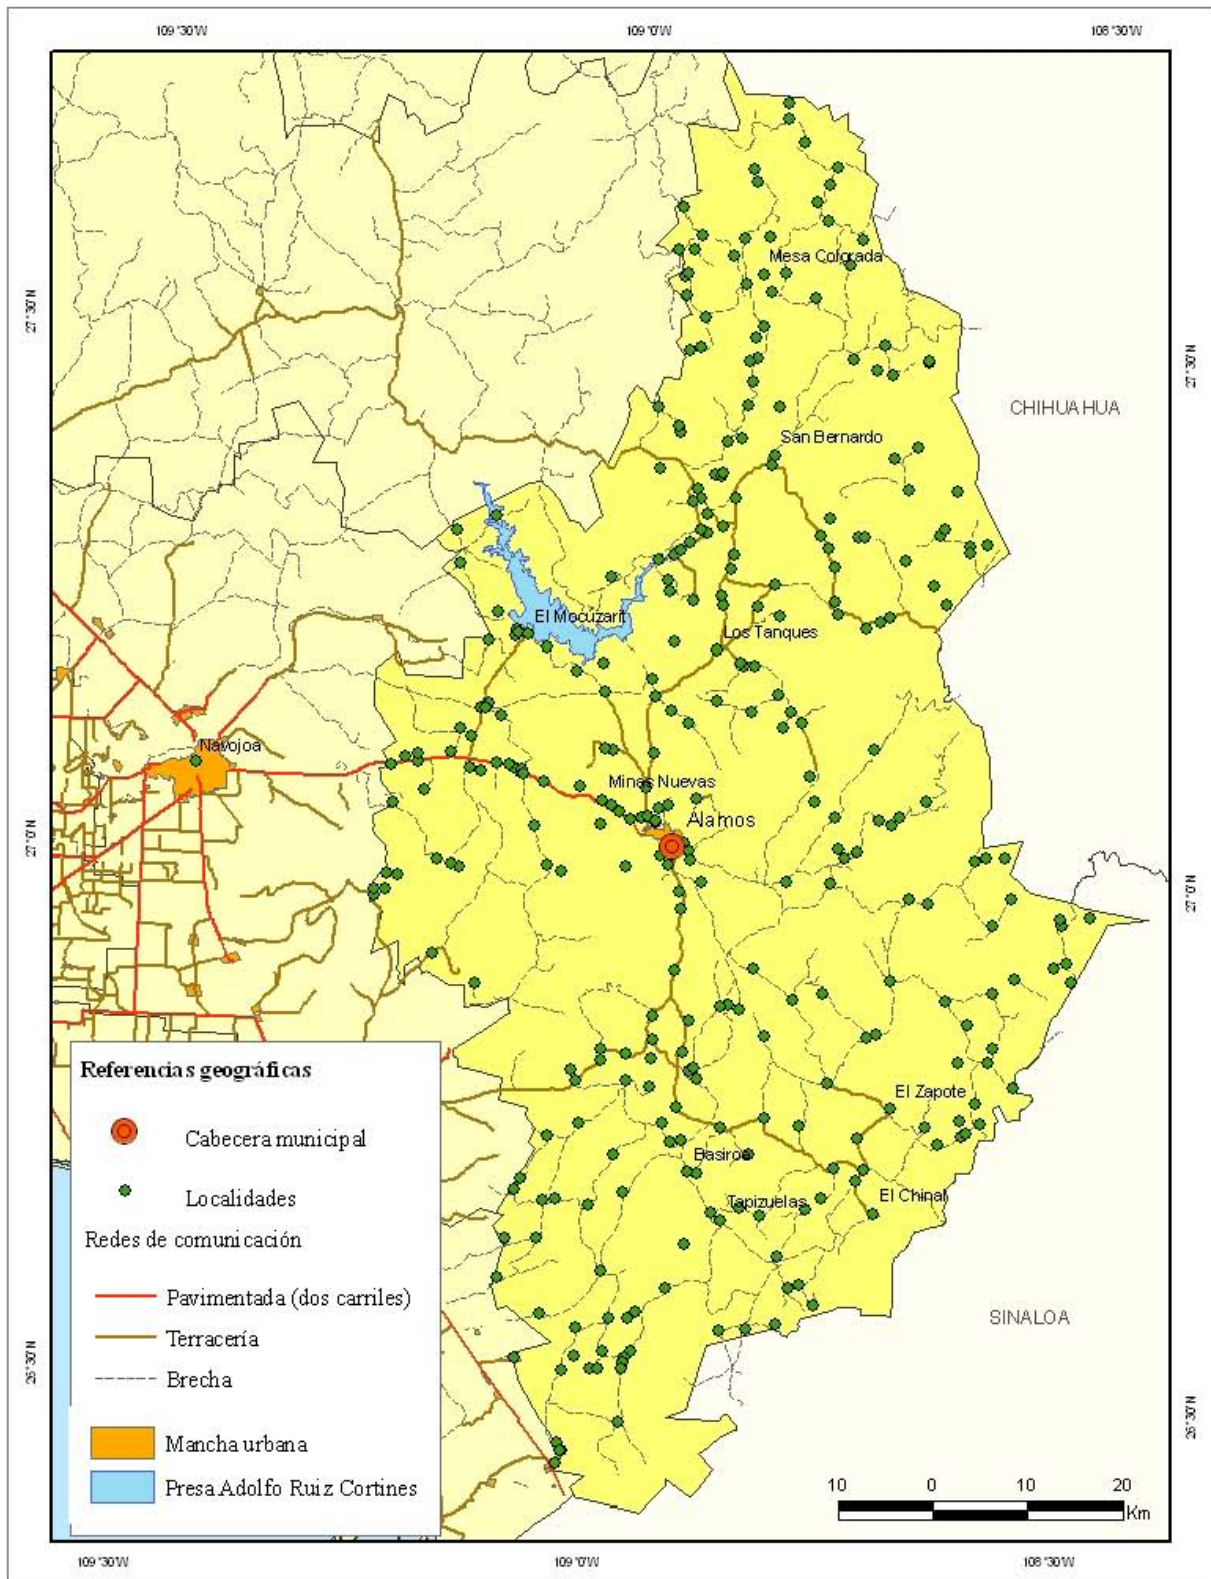 109°30'W
109°0'W
108°30'W
27°30'N
27°30'N
Mesa Colorada
CHIHUAHUA
San Bernardo
El Mocúzarit
Los Tanques
Navojoa
Minas Nuevas
Álamos
27°0'N
27°0'N
El Zapote
Basiroa
Tapizuelas
El Chinal
SINALOA
26°30'N
26°30'N
Referencias geográficas
Cabecera municipal
Localidades
Redes de comunicación
Pavimentada (dos carriles)
Terracería
Brecha
Mancha urbana
Presa Adolfo Ruiz Cortines
10 0 10 20
Km
109°30'W
109°0'W
108°30'W